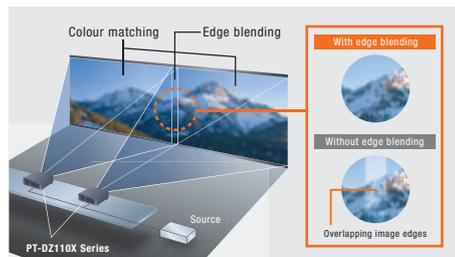 Colour matching
Edge blending
With edge blending
Without edge blending
Source
Overlapping image edges
PT-DZ110X Series